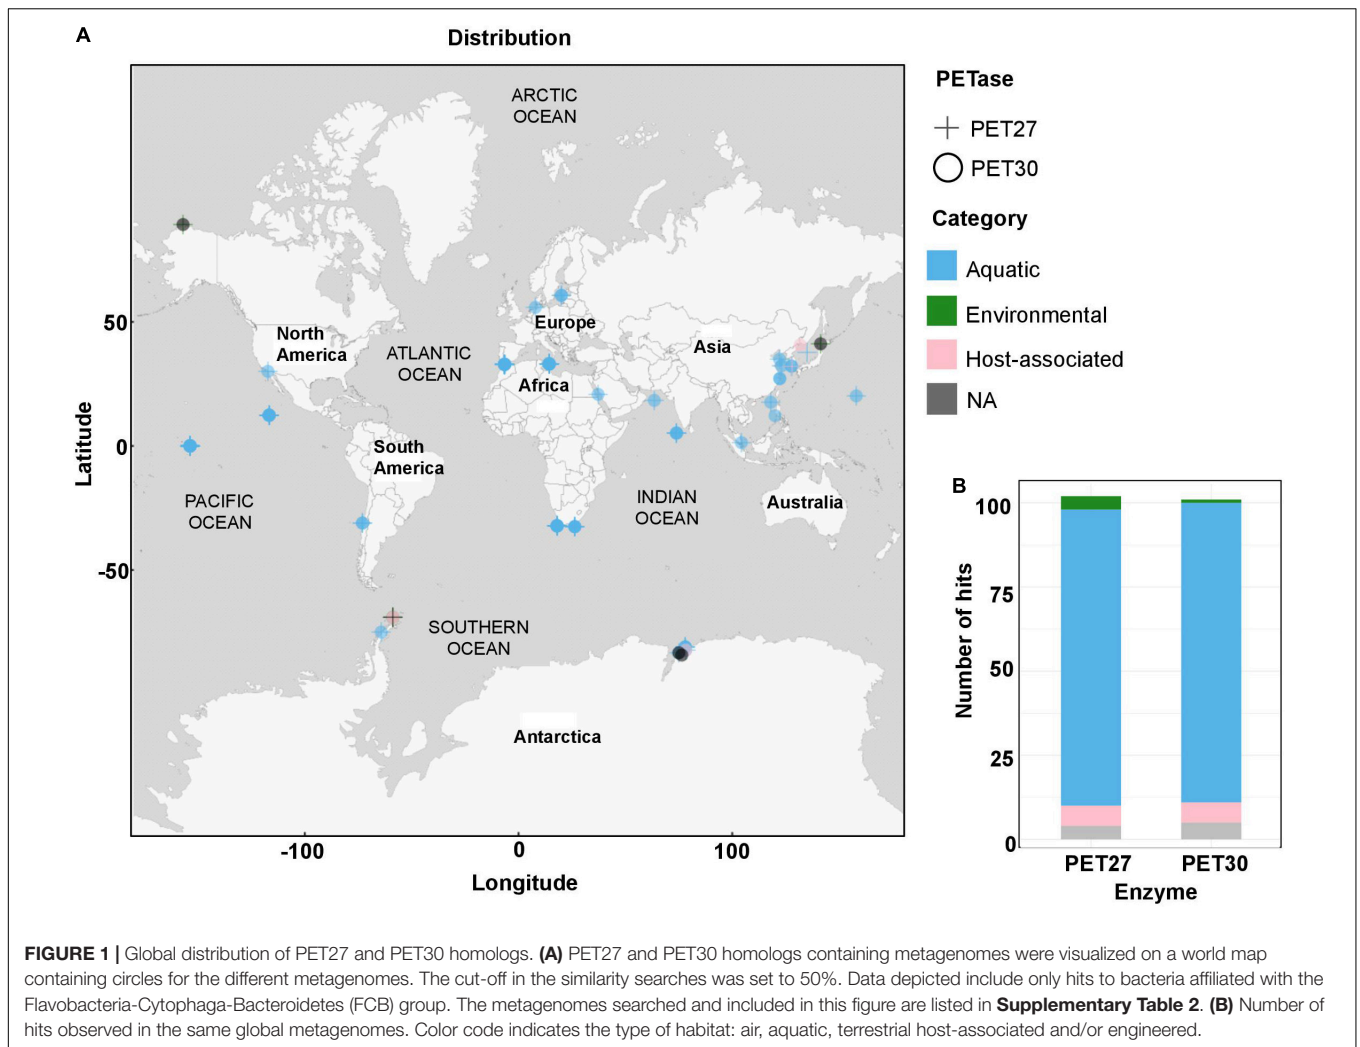 A
Distribution
ARCTIC
OCEAN
North
America
ATLANTIC
OCEAN
Europe
Asia
Africa
South
America
PACIFIC
OCEAN
INDIAN
OCEAN
Australia
SOUTHERN
OCEAN
Antarctica
50
0
-50
Latitude
-100
0
100
Longitude
PETase
PET27
PET30
Category
Aquatic
Environmental
Host-associated
NA
B
100
75
50
25
0
Number of hits
PET27
PET30
Enzyme
FIGURE 1 | Global distribution of PET27 and PET30 homologs. (A) PET27 and PET30 homologs containing metagenomes were visualized on a world map
containing circles for the different metagenomes. The cut-off in the similarity searches was set to 50%. Data depicted include only hits to bacteria affiliated with the
Flavobacteria-Cytophaga-Bacteroidetes (FCB) group. The metagenomes searched and included in this figure are listed in Supplementary Table 2. (B) Number of
hits observed in the same global metagenomes. Color code indicates the type of habitat: air, aquatic, terrestrial host-associated and/or engineered.